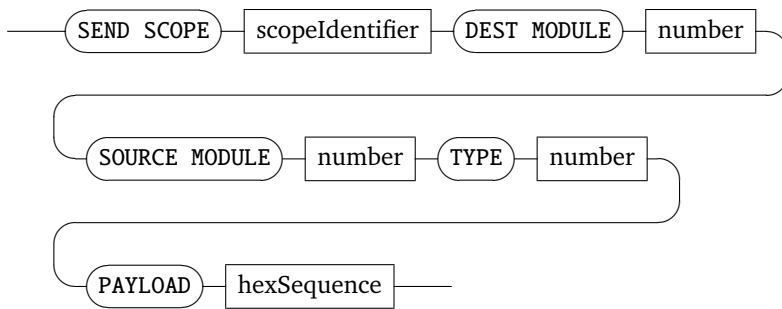 SEND SCOPE scopeIdentifier DEST MODULE number
SOURCE MODULE number TYPE number
PAYLOAD hexSequence